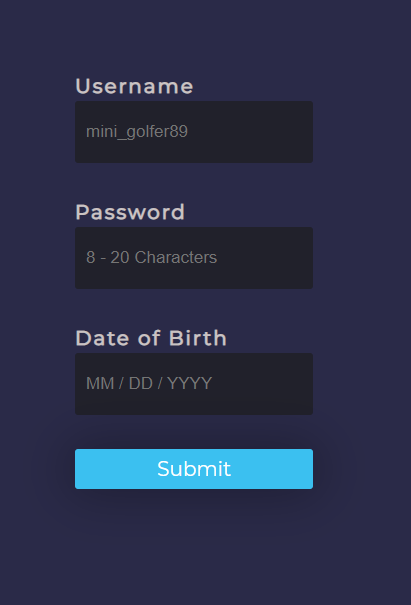 Username
mini_golfer89
Password
8 - 20 Characters
Date of Birth
MM / DD / YYYY
Submit